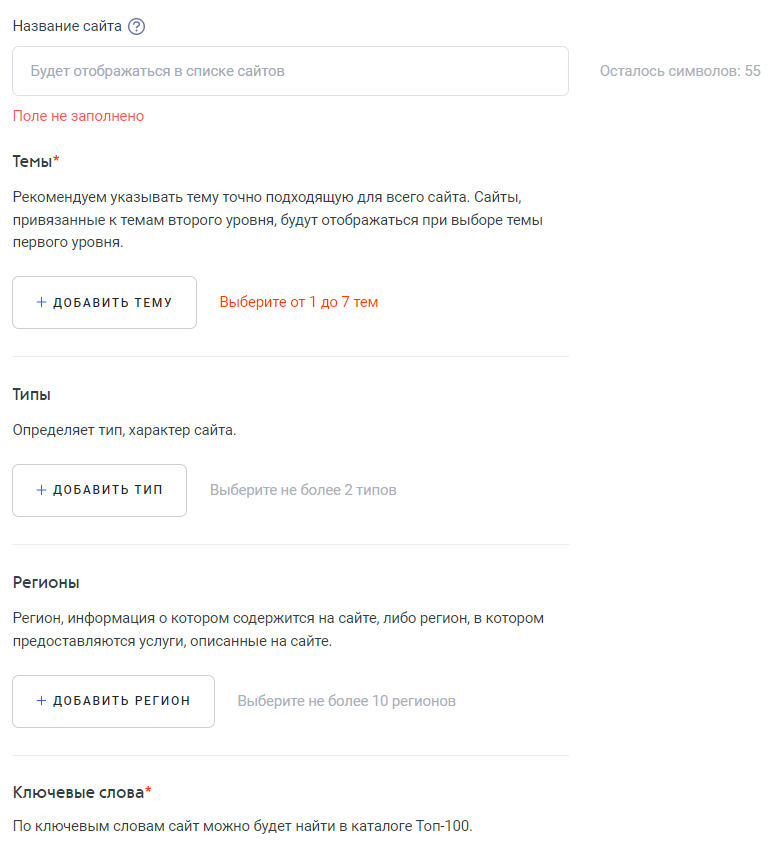 Название сайта ?
Будет отображаться в списке сайтов
Осталось символов: 55
Поле не заполнено
Темы*
Рекомендуем указывать тему точно подходящую для всего сайта. Сайты,
привязанные к темам второго уровня, будут отображаться при выборе темы
первого уровня.
+ ДОБАВИТЬ ТЕМУ
Выберите от 1 до 7 тем
Типы
Определяет тип, характер сайта.
+ ДОБАВИТЬ ТИП
Выберите не более 2 типов
Регионы
Регион, информация о котором содержится на сайте, либо регион, в котором
предоставляются услуги, описанные на сайте.
+ ДОБАВИТЬ РЕГИОН
Выберите не более 10 регионов
Ключевые слова*
По ключевым словам сайт можно будет найти в каталоге Топ-100.